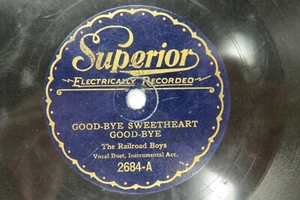 Superior
ELECTRICALLY RECORDED
GOOD-BYE SWEETHEART
GOOD-BYE
The Railroad Boys
Vocal Duet, Instrumental Acc.
2684-A